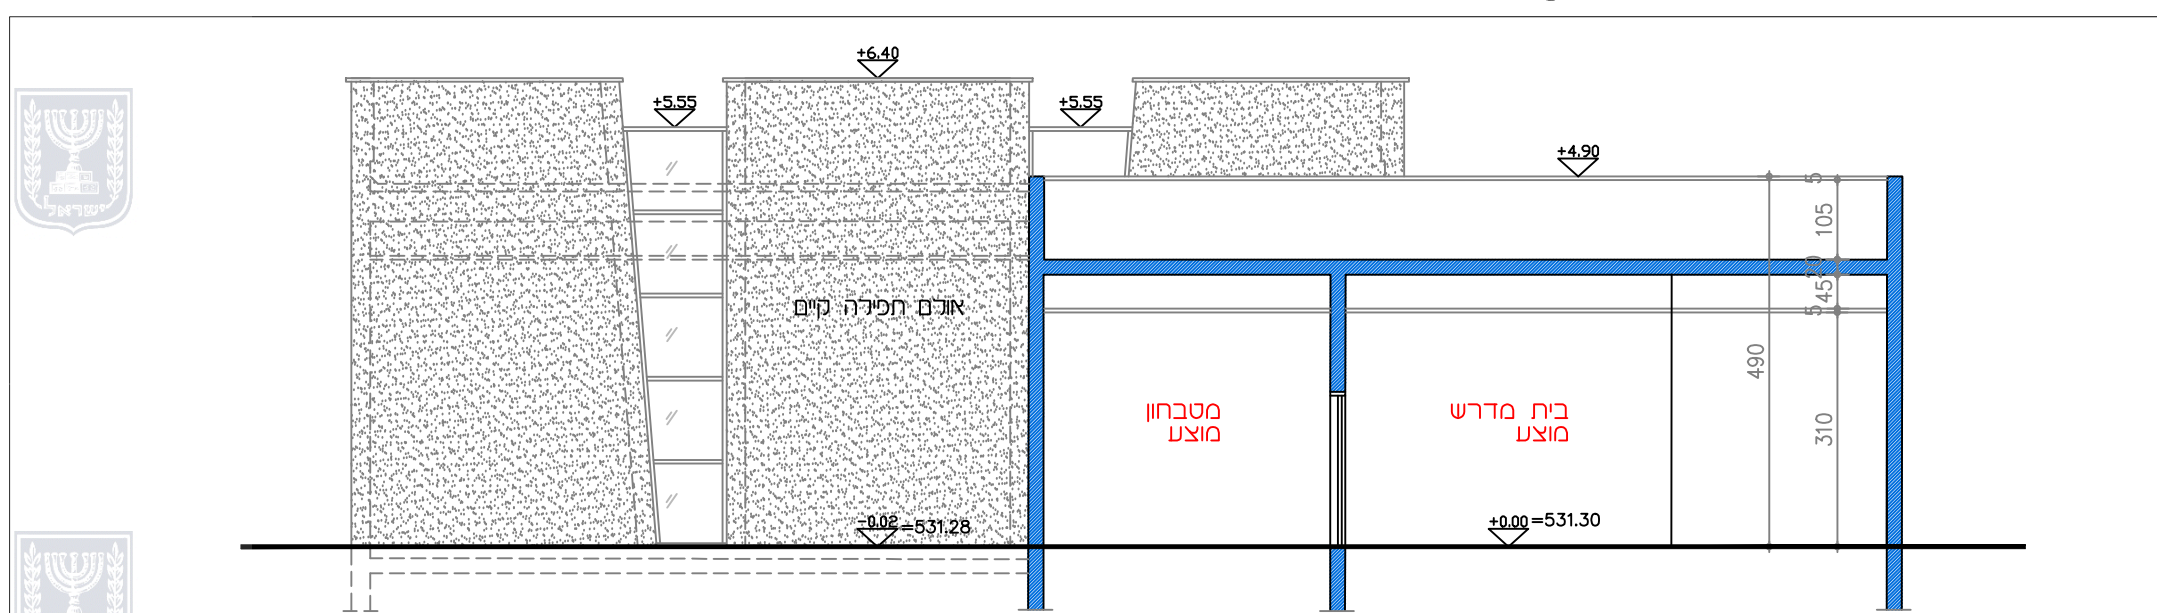 +6.40
+5.55
+5.55
+4.90
5
105
20
45
5
490
310
אולם תפילה קיים
מטבחון
מוצע
בית מדרש
מוצע
-0.02 =531.28
+0.00 =531.30
ישראל